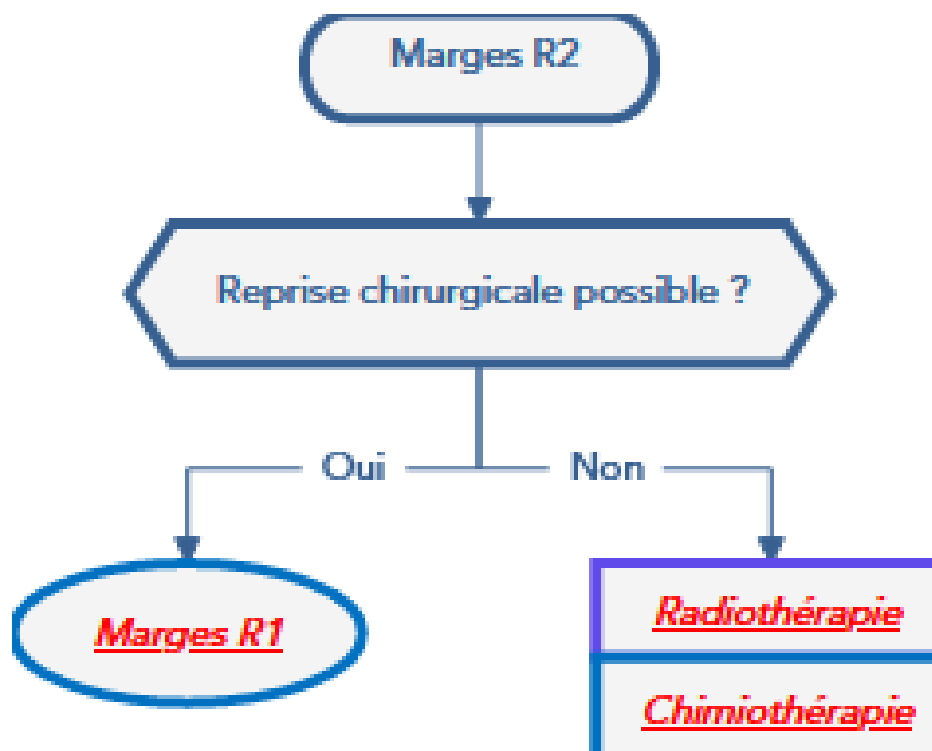 Marges R2
Reprise chirurgicale possible ?
Oui
Non
Marges R1
Radiothérapie
Chimiothérapie